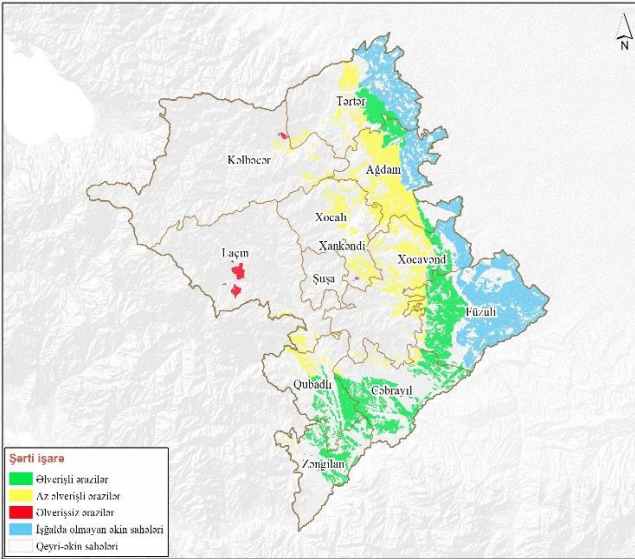 N
Tərtər
Kəlbəcər
Ağdam
Xocalı
Xankəndi
Laçın
Xocavənd
Şuşa
Füzuli
Qubadlı
Cəbrayıl
Zəngilan
Şərti işarə
Əlverişli ərazilər
Az əlverişli ərazilər
Əlverişsiz ərazilər
İşğalda olmayan əkin sahələri
Qeyri-əkin sahələri